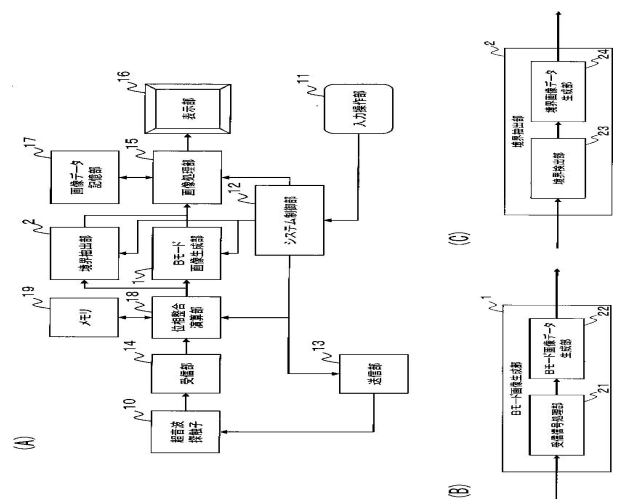 (A)
10
超音波
探触子
14
受信部
19
メモリ
18
位相整合
演算部
2
境界抽出部
1
Bモード
画像生成部
17
画像データ
記憶部
15
画像処理部
16
表示部
12
システム制御部
11
入力操作部
13
送信部
(B)
1
Bモード画像生成部
受信信号処理部
21
Bモード画像データ
生成部
22
(C)
2
境界抽出部
境界検出部
23
境界画像データ
生成部
24